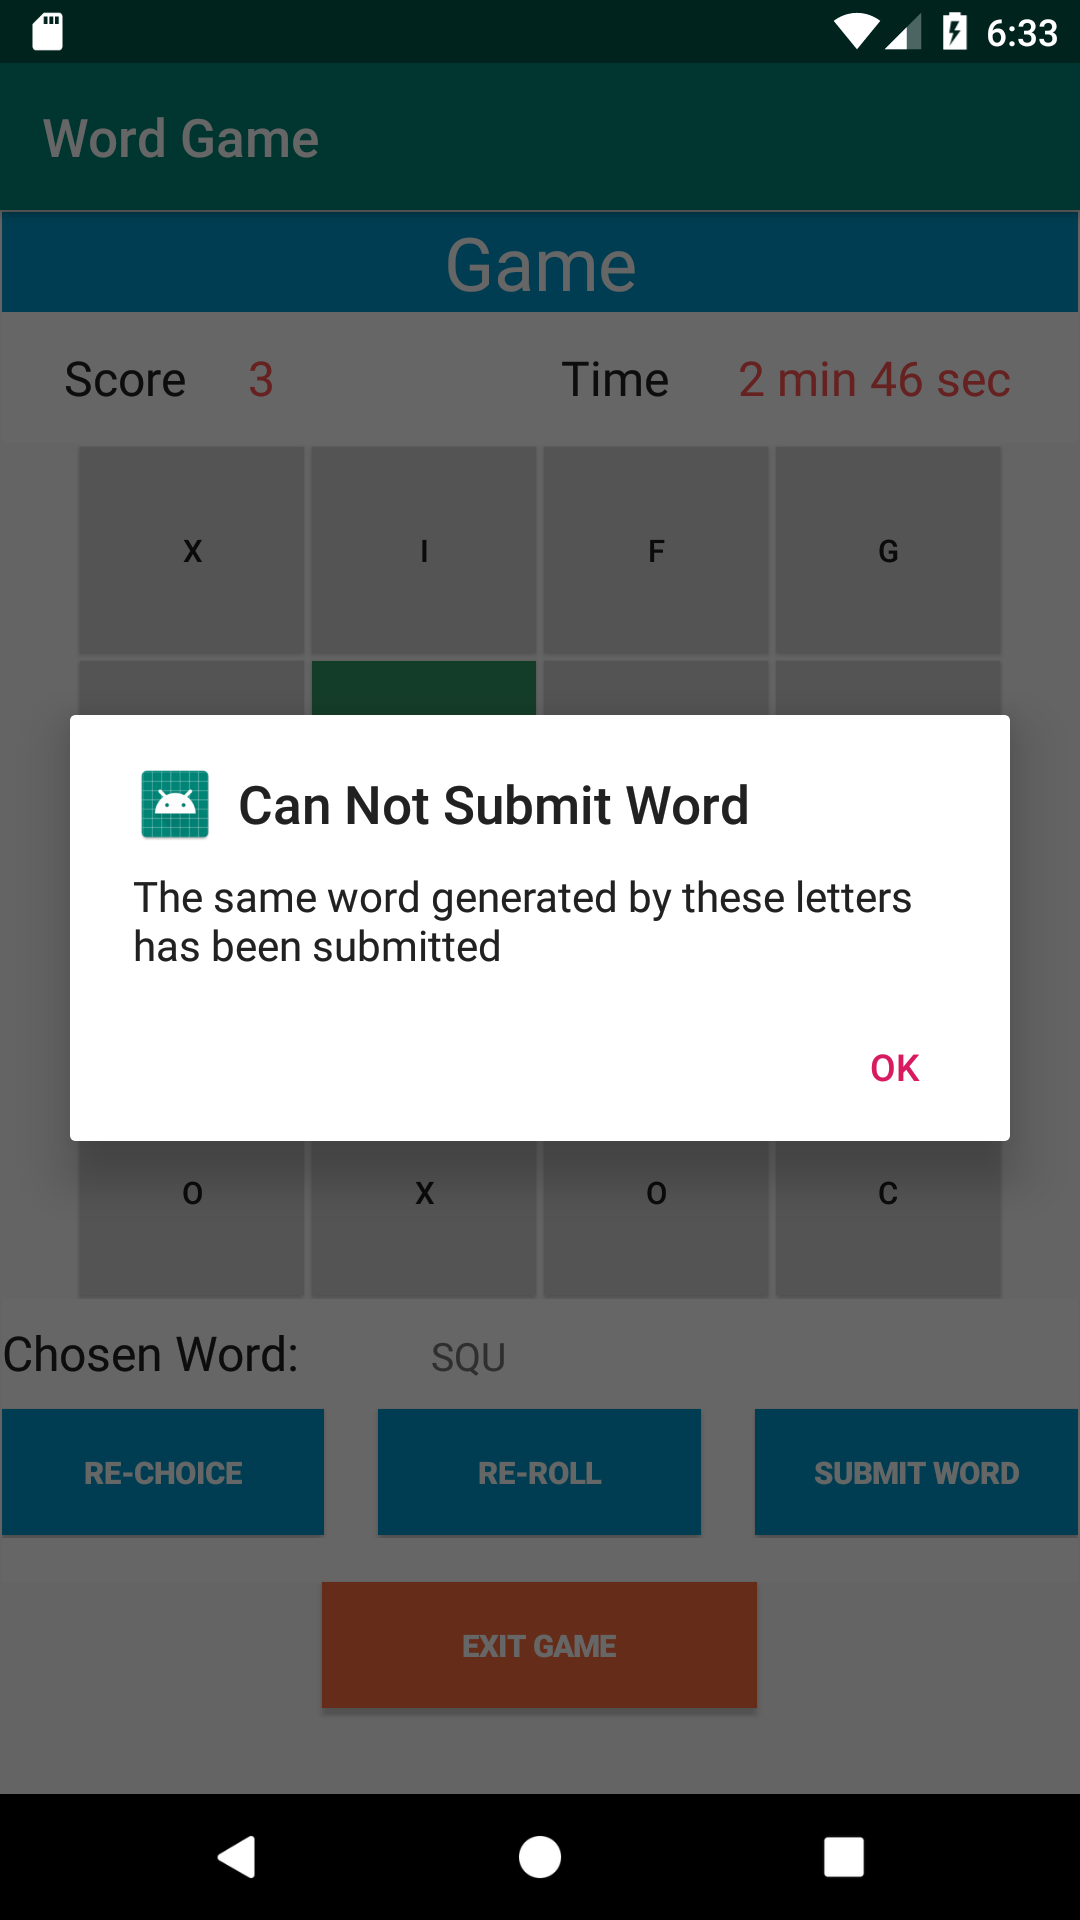 6:33
Word Game
Game
Score 3 Time 2 min 46 sec
X I F G
Can Not Submit Word
The same word generated by these letters
has been submitted
OK
O X O C
Chosen Word: SQU
RE-CHOICE RE-ROLL SUBMIT WORD
EXIT GAME